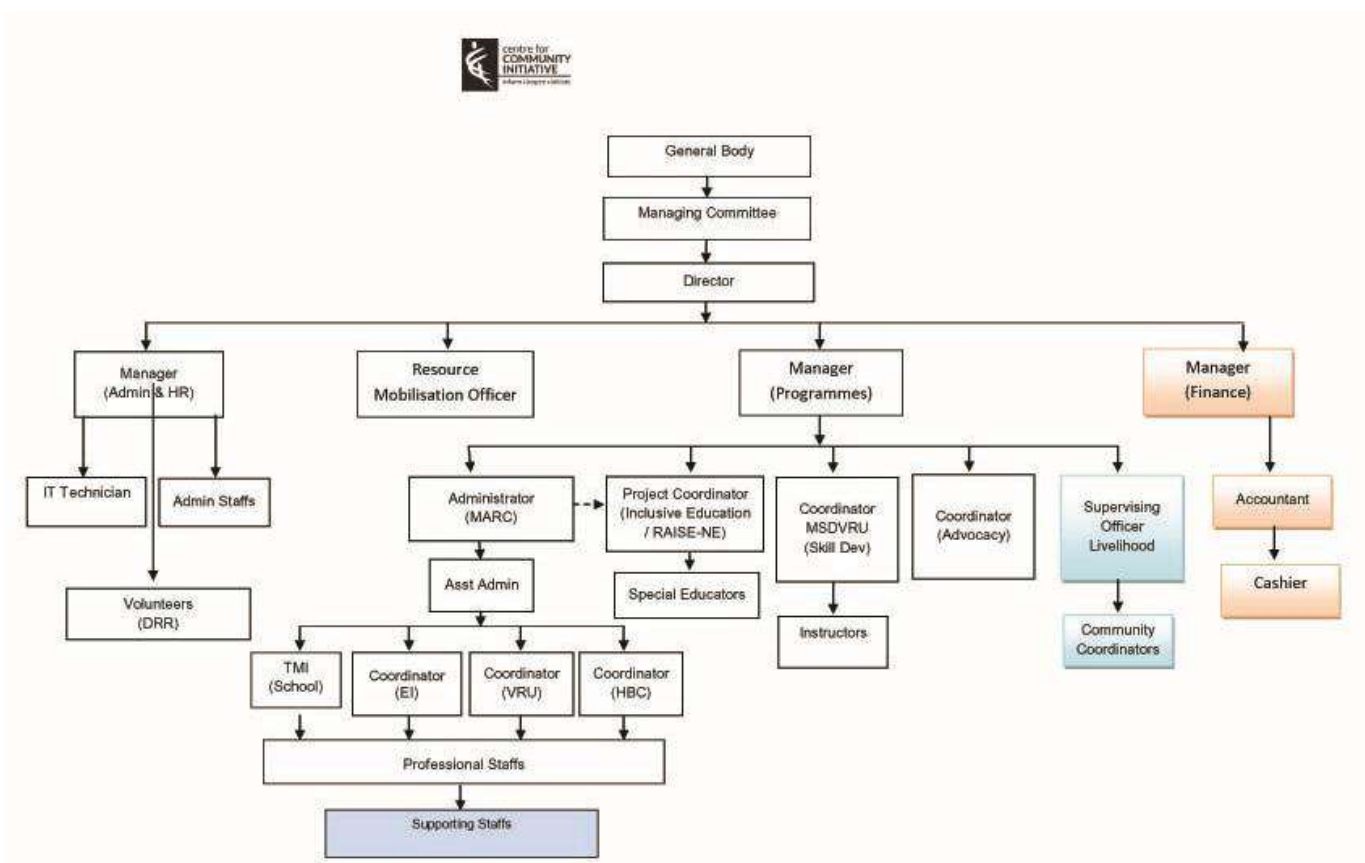 centre for
COMMUNITY
INITIATIVE
General Body
Managing Committee
Director
Manager
(Admin & HR)
Resource
Mobilisation Officer
Manager
(Programmes)
Manager
(Finance)
IT Technician
Admin Staffs
Administrator
(MARC)
Project Coordinator
(Inclusive Education
/ RAISE-NE)
Coordinator
MSDVRU
(Skill Dev)
Coordinator
(Advocacy)
Supervising
Officer
Livelihood
Accountant
Volunteers
(DRR)
Asst Admin
Special Educators
Instructors
Community
Coordinators
Cashier
TMI
(School)
Coordinator
(EI)
Coordinator
(VRU)
Coordinator
(HBC)
Professional Staffs
Supporting Staffs